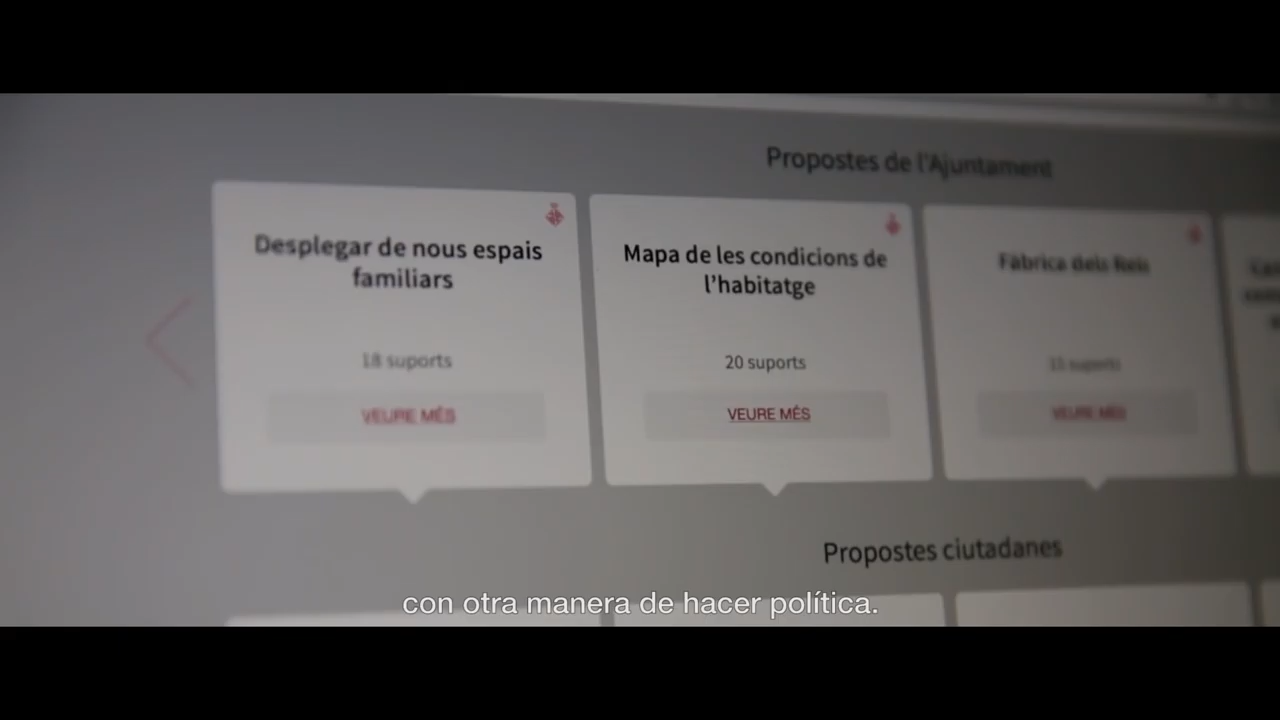 Propostes de l'Ajuntament
Desplegar de nous espais
familiars
18 suports
VEURE MÉS
Mapa de les condicions de
l'habitatge
20 suports
VEURE MÉS
Fàbrica dels Reis
suports
VEURE MÉS
Propostes ciutadanes
con otra manera de hacer política.